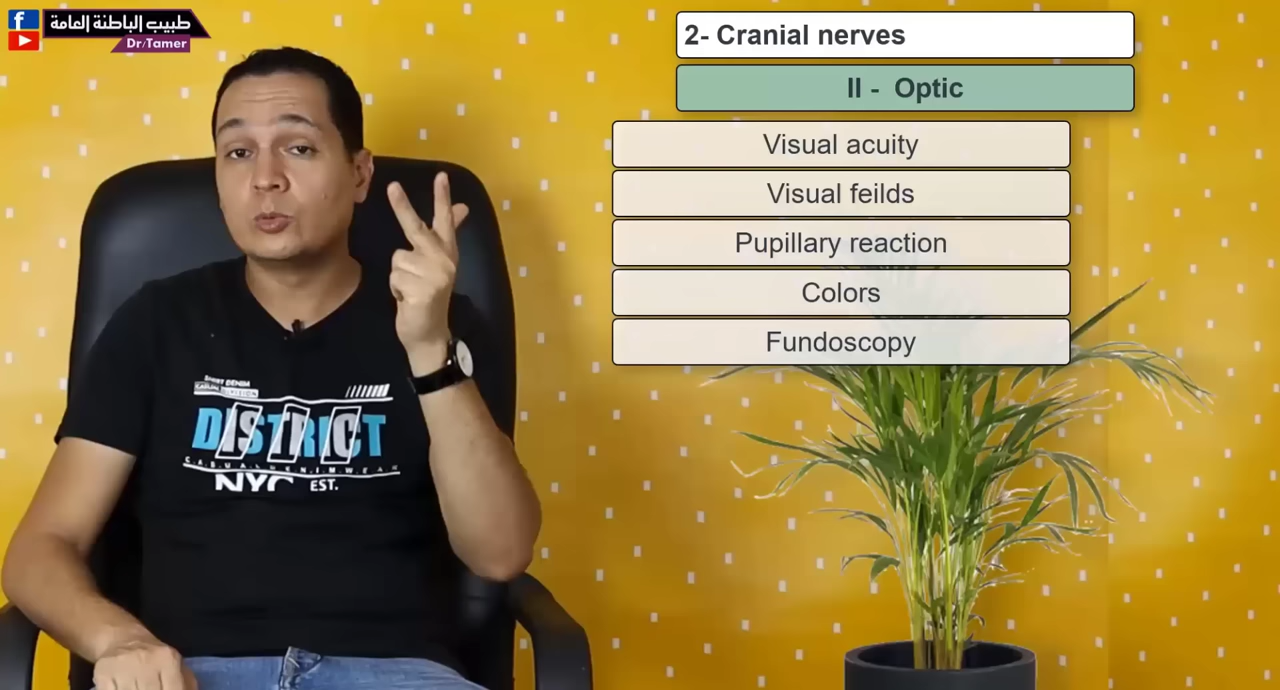 طبيب الباطنة العامة
Dr/Tamer
2- Cranial nerves
II - Optic
Visual acuity
Visual feilds
Pupillary reaction
Colors
Fundoscopy
DISTRICT
NYC EST.